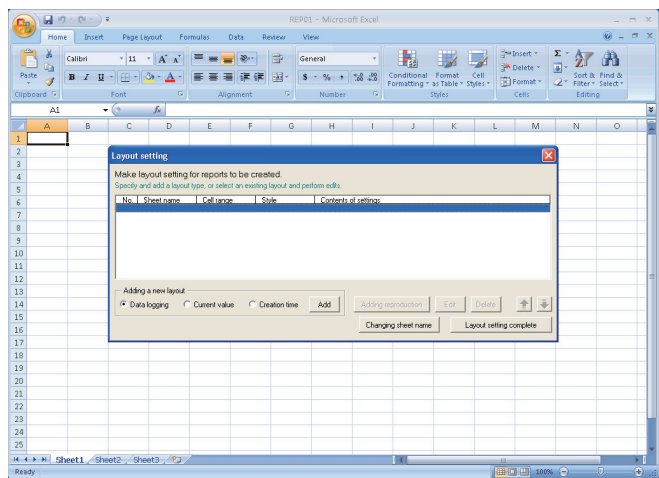 REP01 - Microsoft Excel
Home Insert Page Layout Formulas Data Review View
Paste
Calibri 11 A A
B I U A
General
$ % , .0 .00 .00 .0
Conditional Formatting Format as Table Cell Styles
Insert
Delete
Format
Σ
Sort & Filter Find & Select
Clipboard Font Alignment Number Styles Cells Editing
A1 fx
A B C D E F G H I J K L M N O
1
2
3
4
5
6
7
8
9
10
11
12
13
14
15
16
17
18
19
20
21
22
23
24
25
Layout setting
Make layout setting for reports to be created.
Specify and add a layout type, or select an existing layout and perform edits.
No. Sheet name Cell range Style Contents of settings
Adding a new layout
Data logging Current value Creation time Add Adding reproduction Edit Delete
Changing sheet name Layout setting complete
Sheet1 Sheet2 Sheet3
Ready 100%